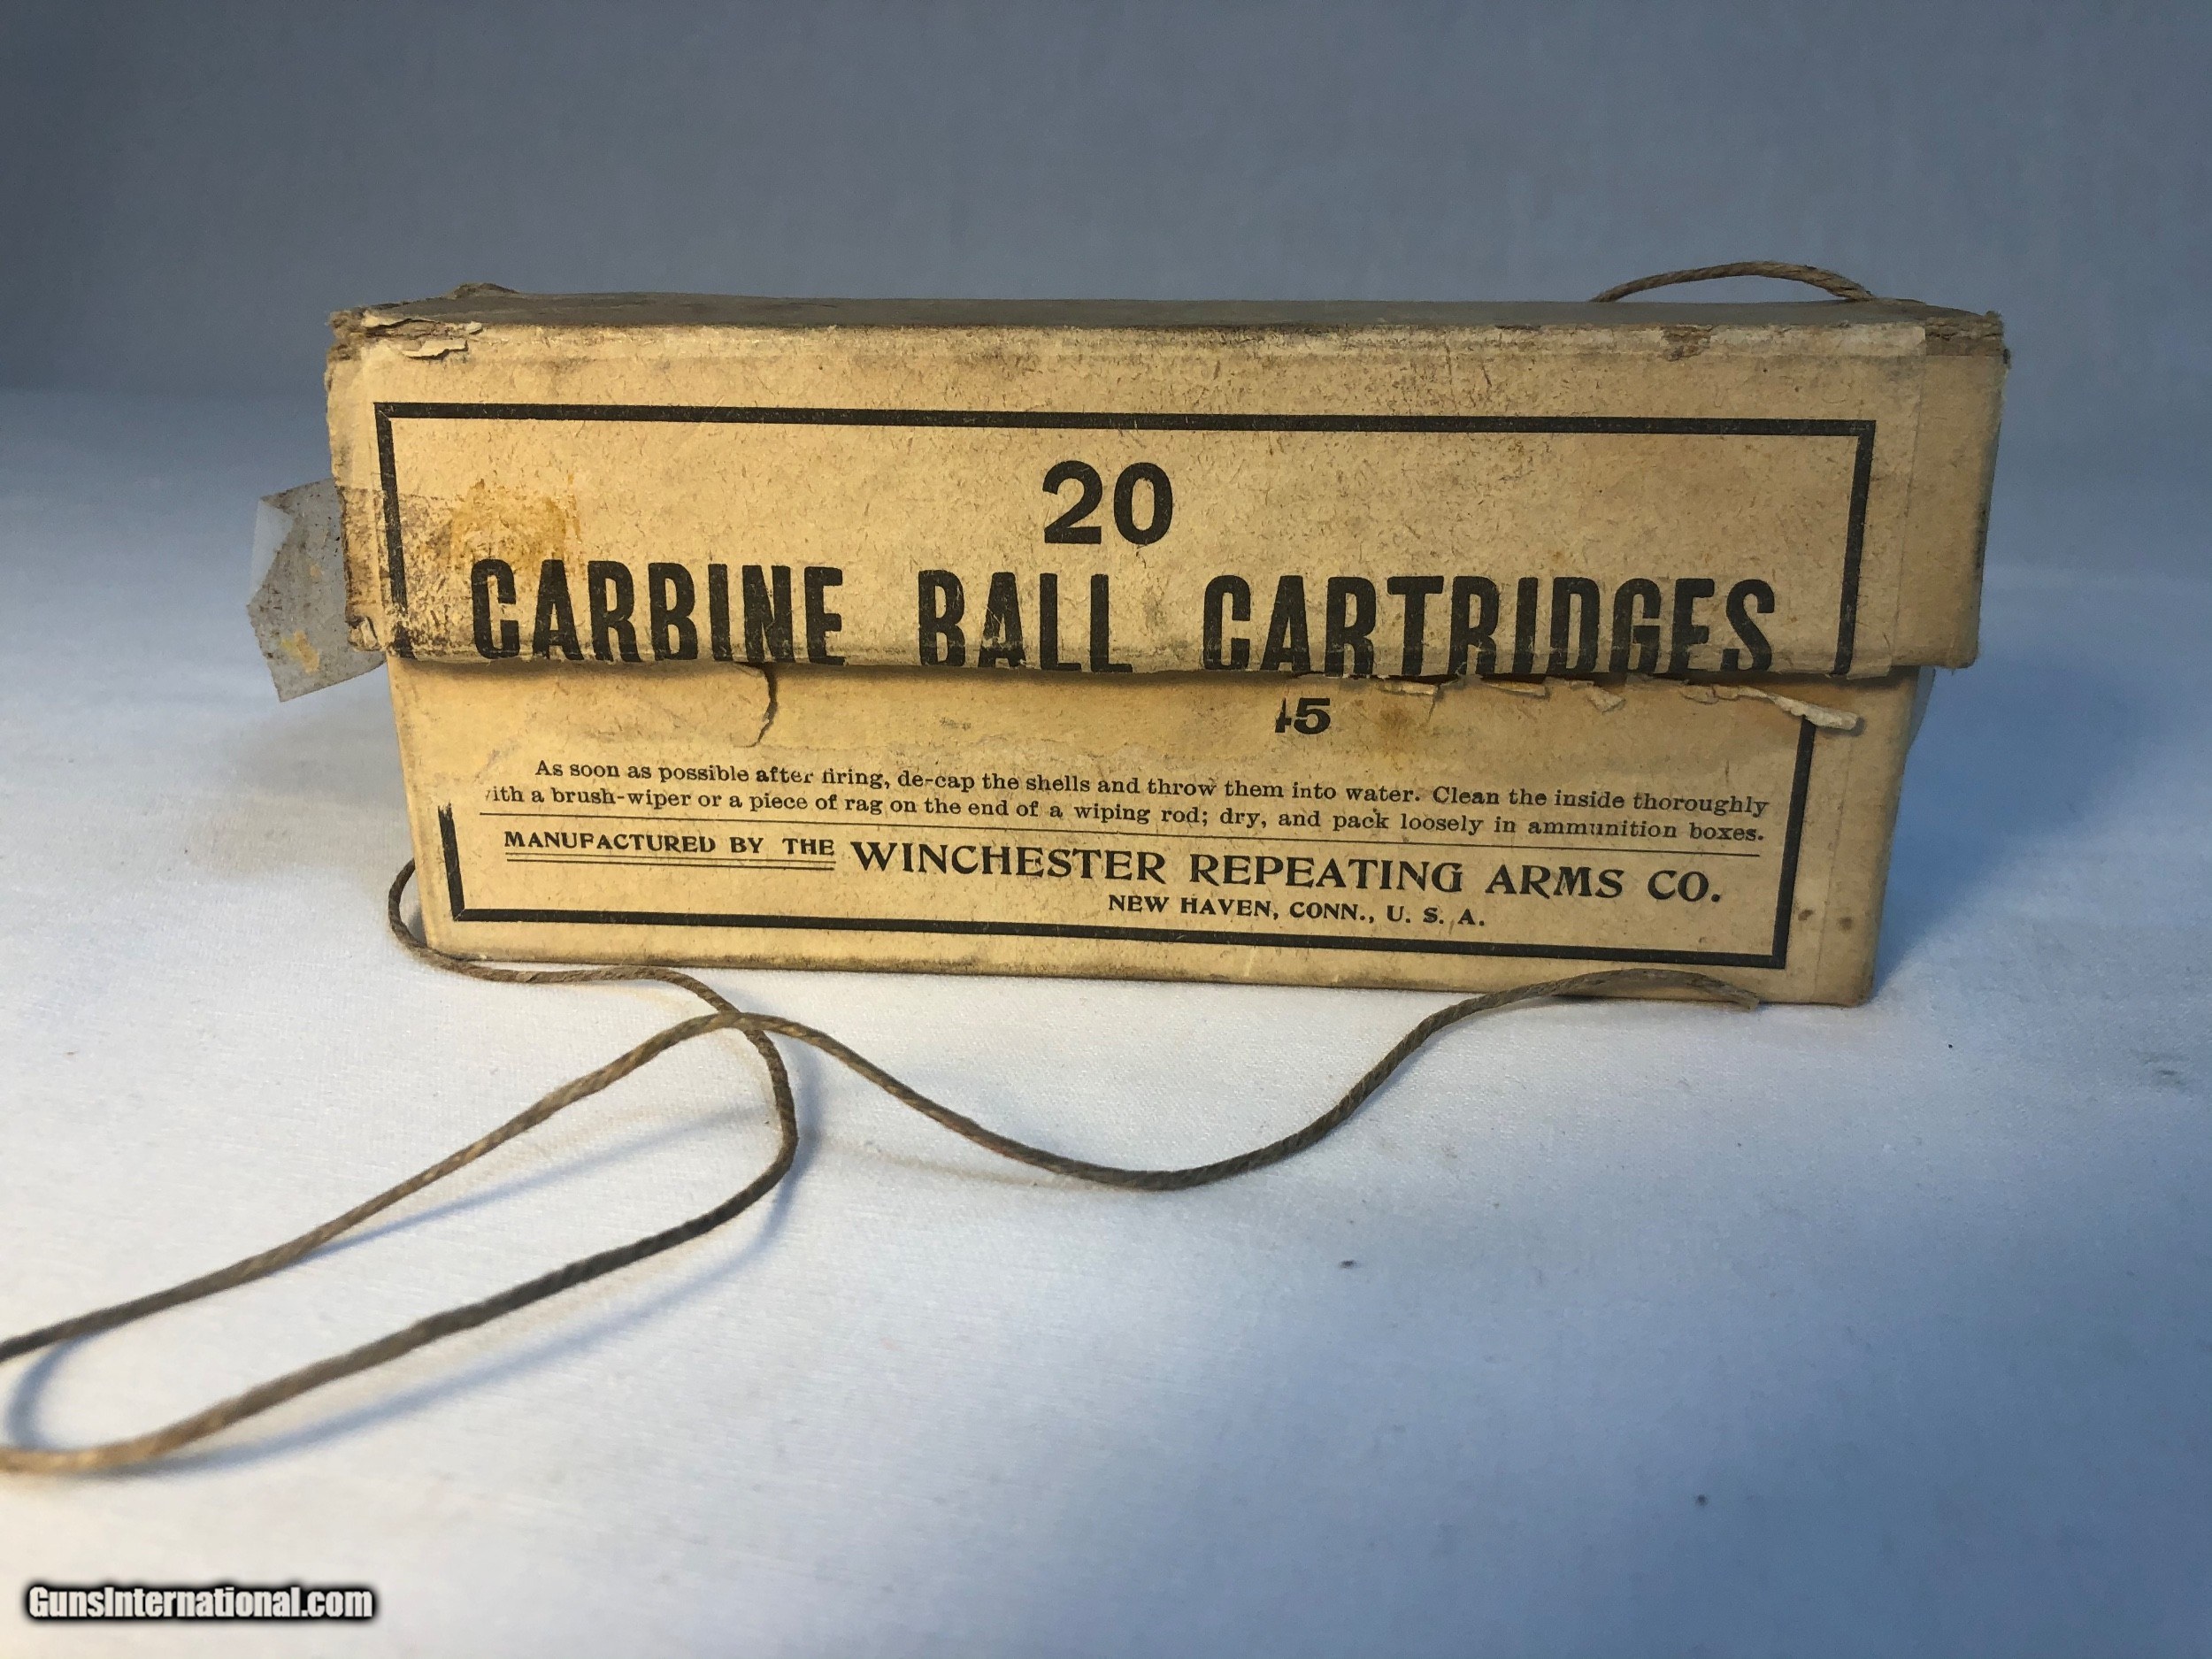 20
CARBINE BALL CARTRIDGES
45
As soon as possible after firing, de-cap the shells and throw them into water. Clean the inside thoroughly
with a brush-wiper or a piece of rag on the end of a wiping rod; dry, and pack loosely in ammunition boxes.
MANUFACTURED BY THE WINCHESTER REPEATING ARMS CO.
NEW HAVEN, CONN., U. S. A.
GunsInternational.com